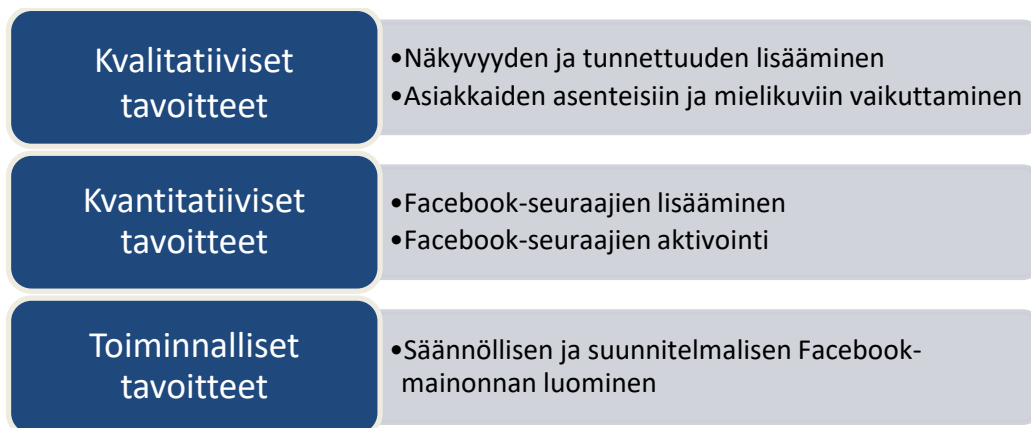 Kvalitatiiviset
tavoitteet
•Näkyvyyden ja tunnettuuden lisääminen
•Asiakkaiden asenteisiin ja mielikuviin vaikuttaminen
Kvantitatiiviset
tavoitteet
•Facebook-seuraajien lisääminen
•Facebook-seuraajien aktivointi
Toiminnalliset
tavoitteet
•Säännöllisen ja suunnitelmalisen Facebook-
mainonnan luominen